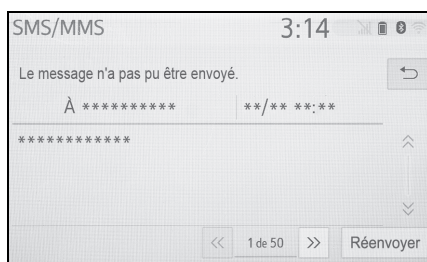 SMS/MMS 3:14
Le message n'a pas pu être envoyé.
À ********** **/** **:**
************
1 de 50 Réenvoyer